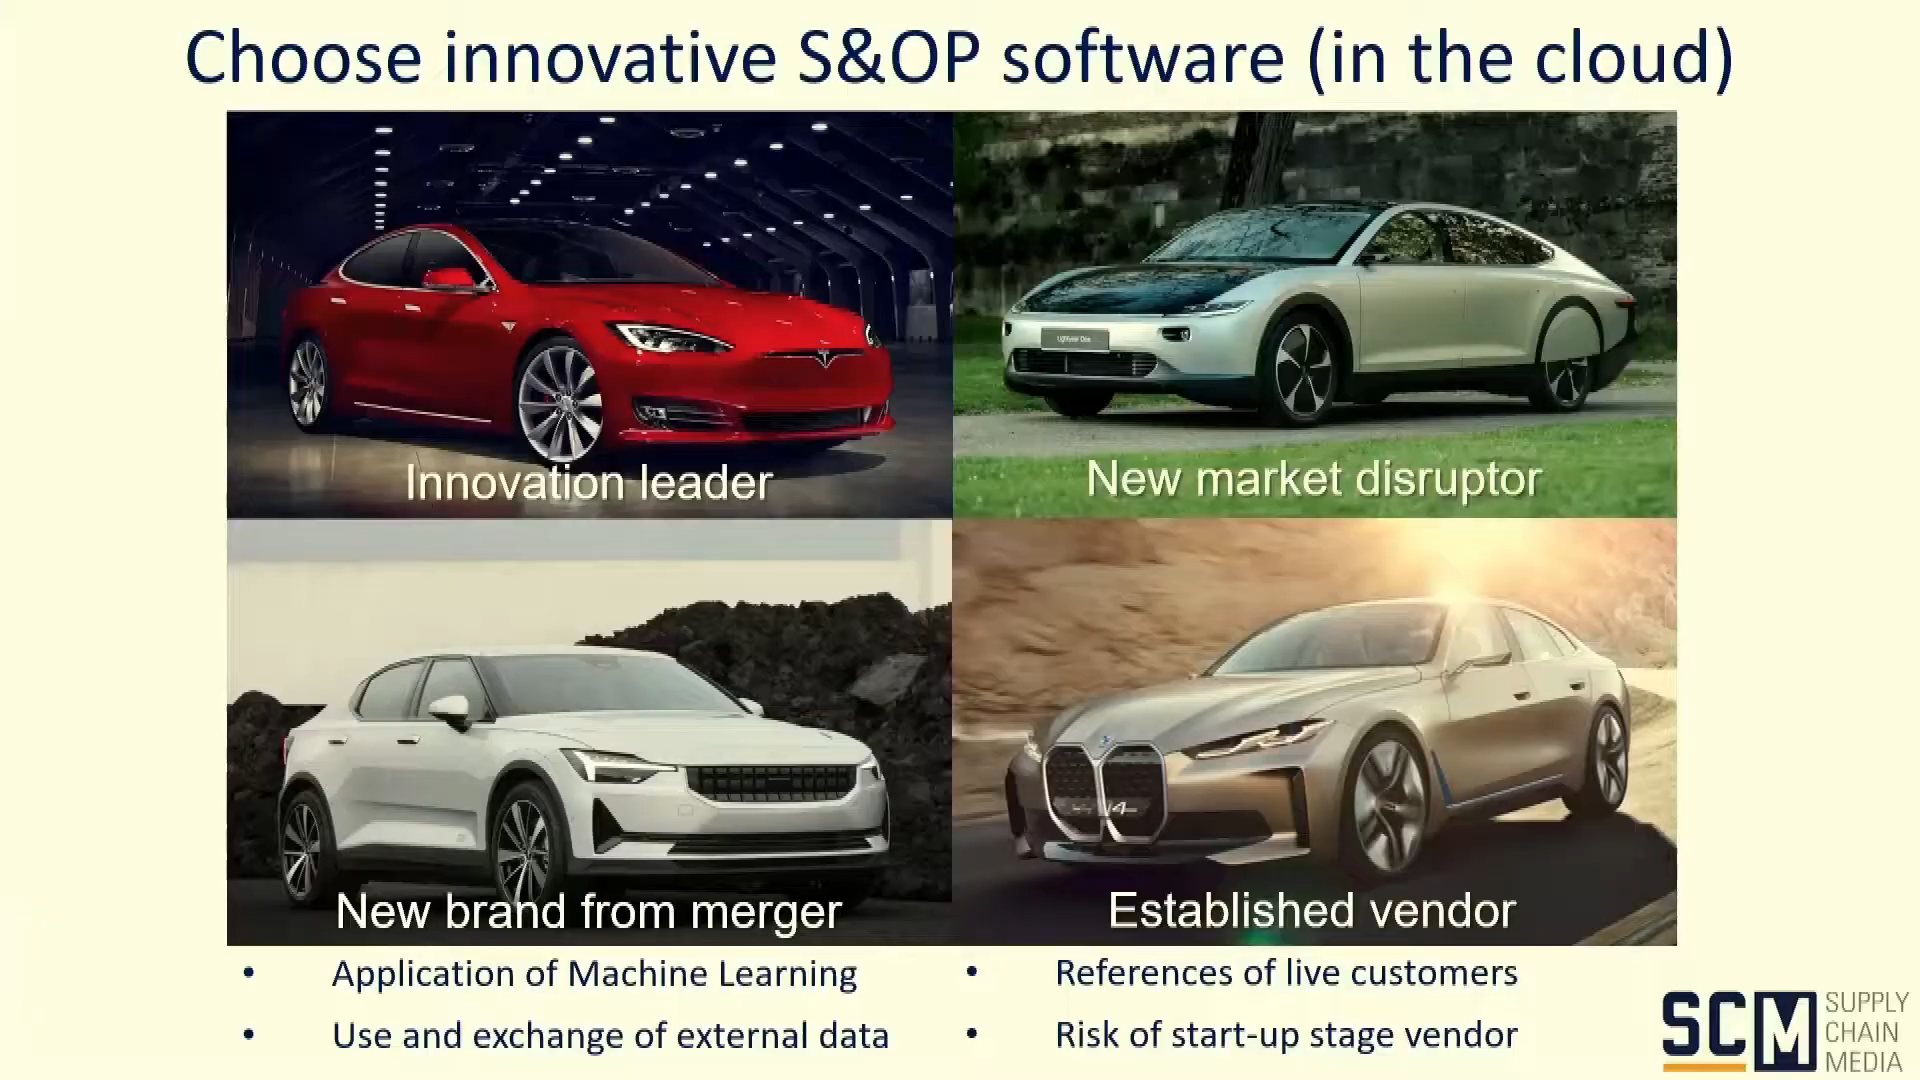 Choose innovative S&OP software (in the cloud)
Innovation leader
New market disruptor
Lightyear One
New brand from merger
Established vendor
• Application of Machine Learning
• Use and exchange of external data
• References of live customers
• Risk of start-up stage vendor
SCM SUPPLY
CHAIN
MEDIA